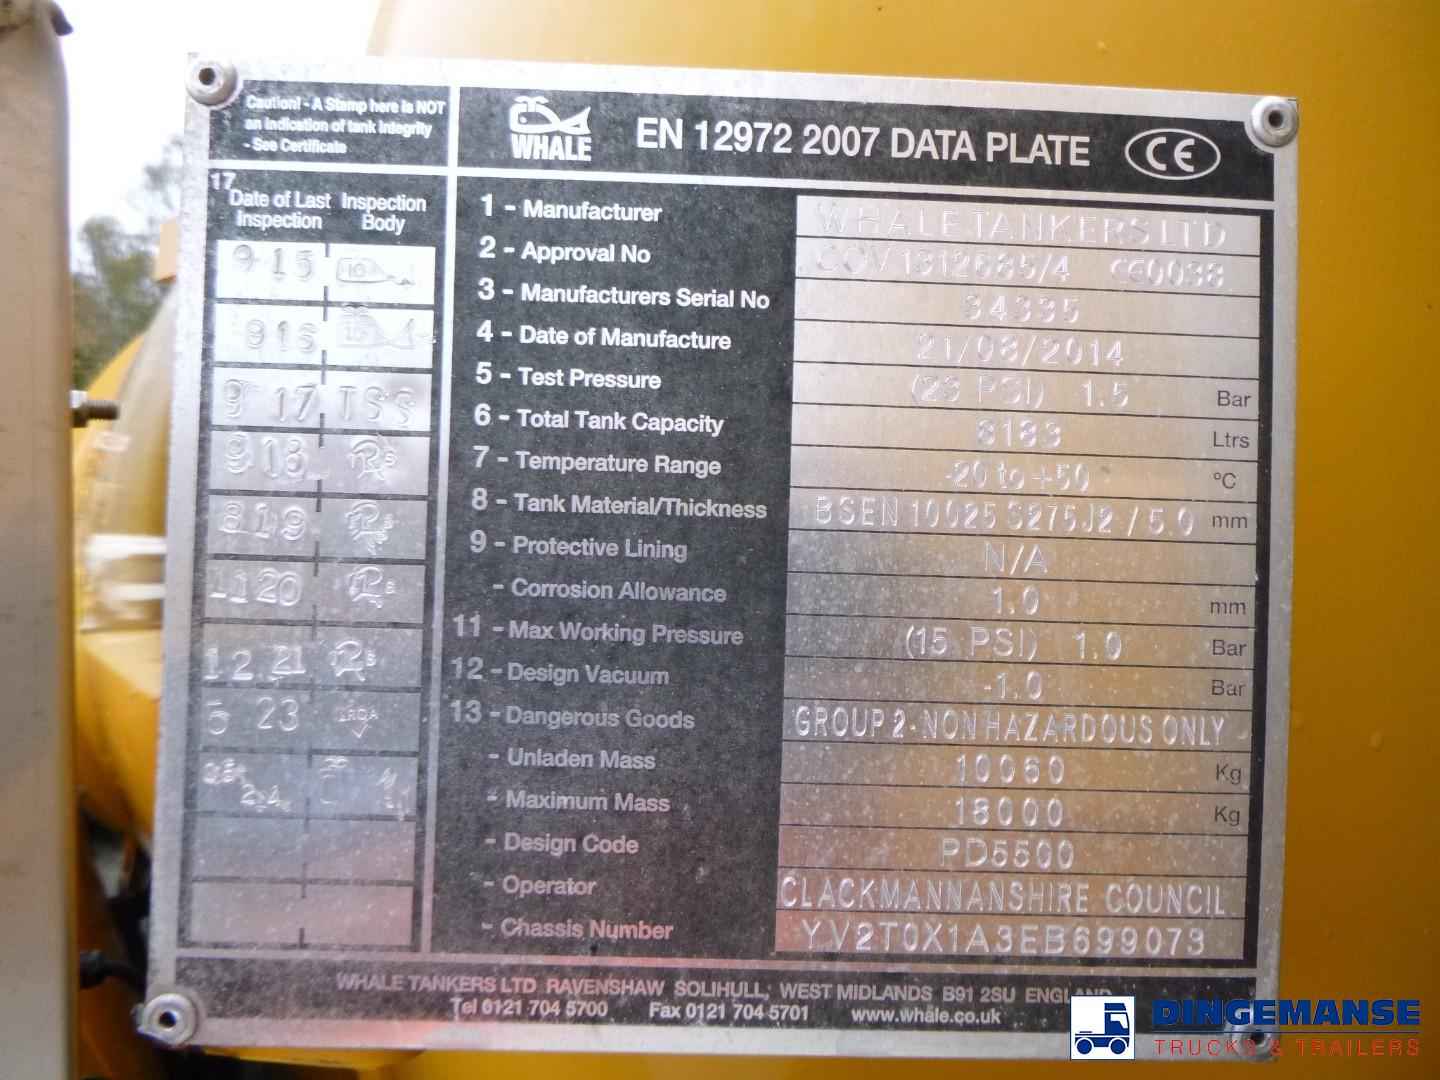 Caution! - A Stamp here is NOT
an indication of tank integrity
- See Certificate
WHALE
EN 12972 2007 DATA PLATE
CE
17
Date of Last Inspection
Inspection Body
9 15
9 16
9 17 TSS
9 18
8 19
11 20
12 21
5 23
1 - Manufacturer WHALE TANKERS LTD
2 - Approval No COV1312685/4 CE0038
3 - Manufacturers Serial No 34335
4 - Date of Manufacture 21/08/2014
5 - Test Pressure (23 PSI) 1.5 Bar
6 - Total Tank Capacity 8183 Ltrs
7 - Temperature Range -20 to +50 °C
8 - Tank Material/Thickness BSEN 10025 S275J2 / 5.0 mm
9 - Protective Lining N/A
- Corrosion Allowance 1.0 mm
11 - Max Working Pressure (15 PSI) 1.0 Bar
12 - Design Vacuum -1.0 Bar
13 - Dangerous Goods GROUP 2 - NON HAZARDOUS ONLY
- Unladen Mass 10060 Kg
- Maximum Mass 18000 Kg
- Design Code PD5500
- Operator CLACKMANNANSHIRE COUNCIL
- Chassis Number YV2T0X1A3EB699073
WHALE TANKERS LTD RAVENSHAW SOLIHULL, WEST MIDLANDS B91 2SU ENGLAND
Tel 0121 704 5700 Fax 0121 704 5701 www.whale.co.uk
DINGEMANSE
TRUCKS & TRAILERS